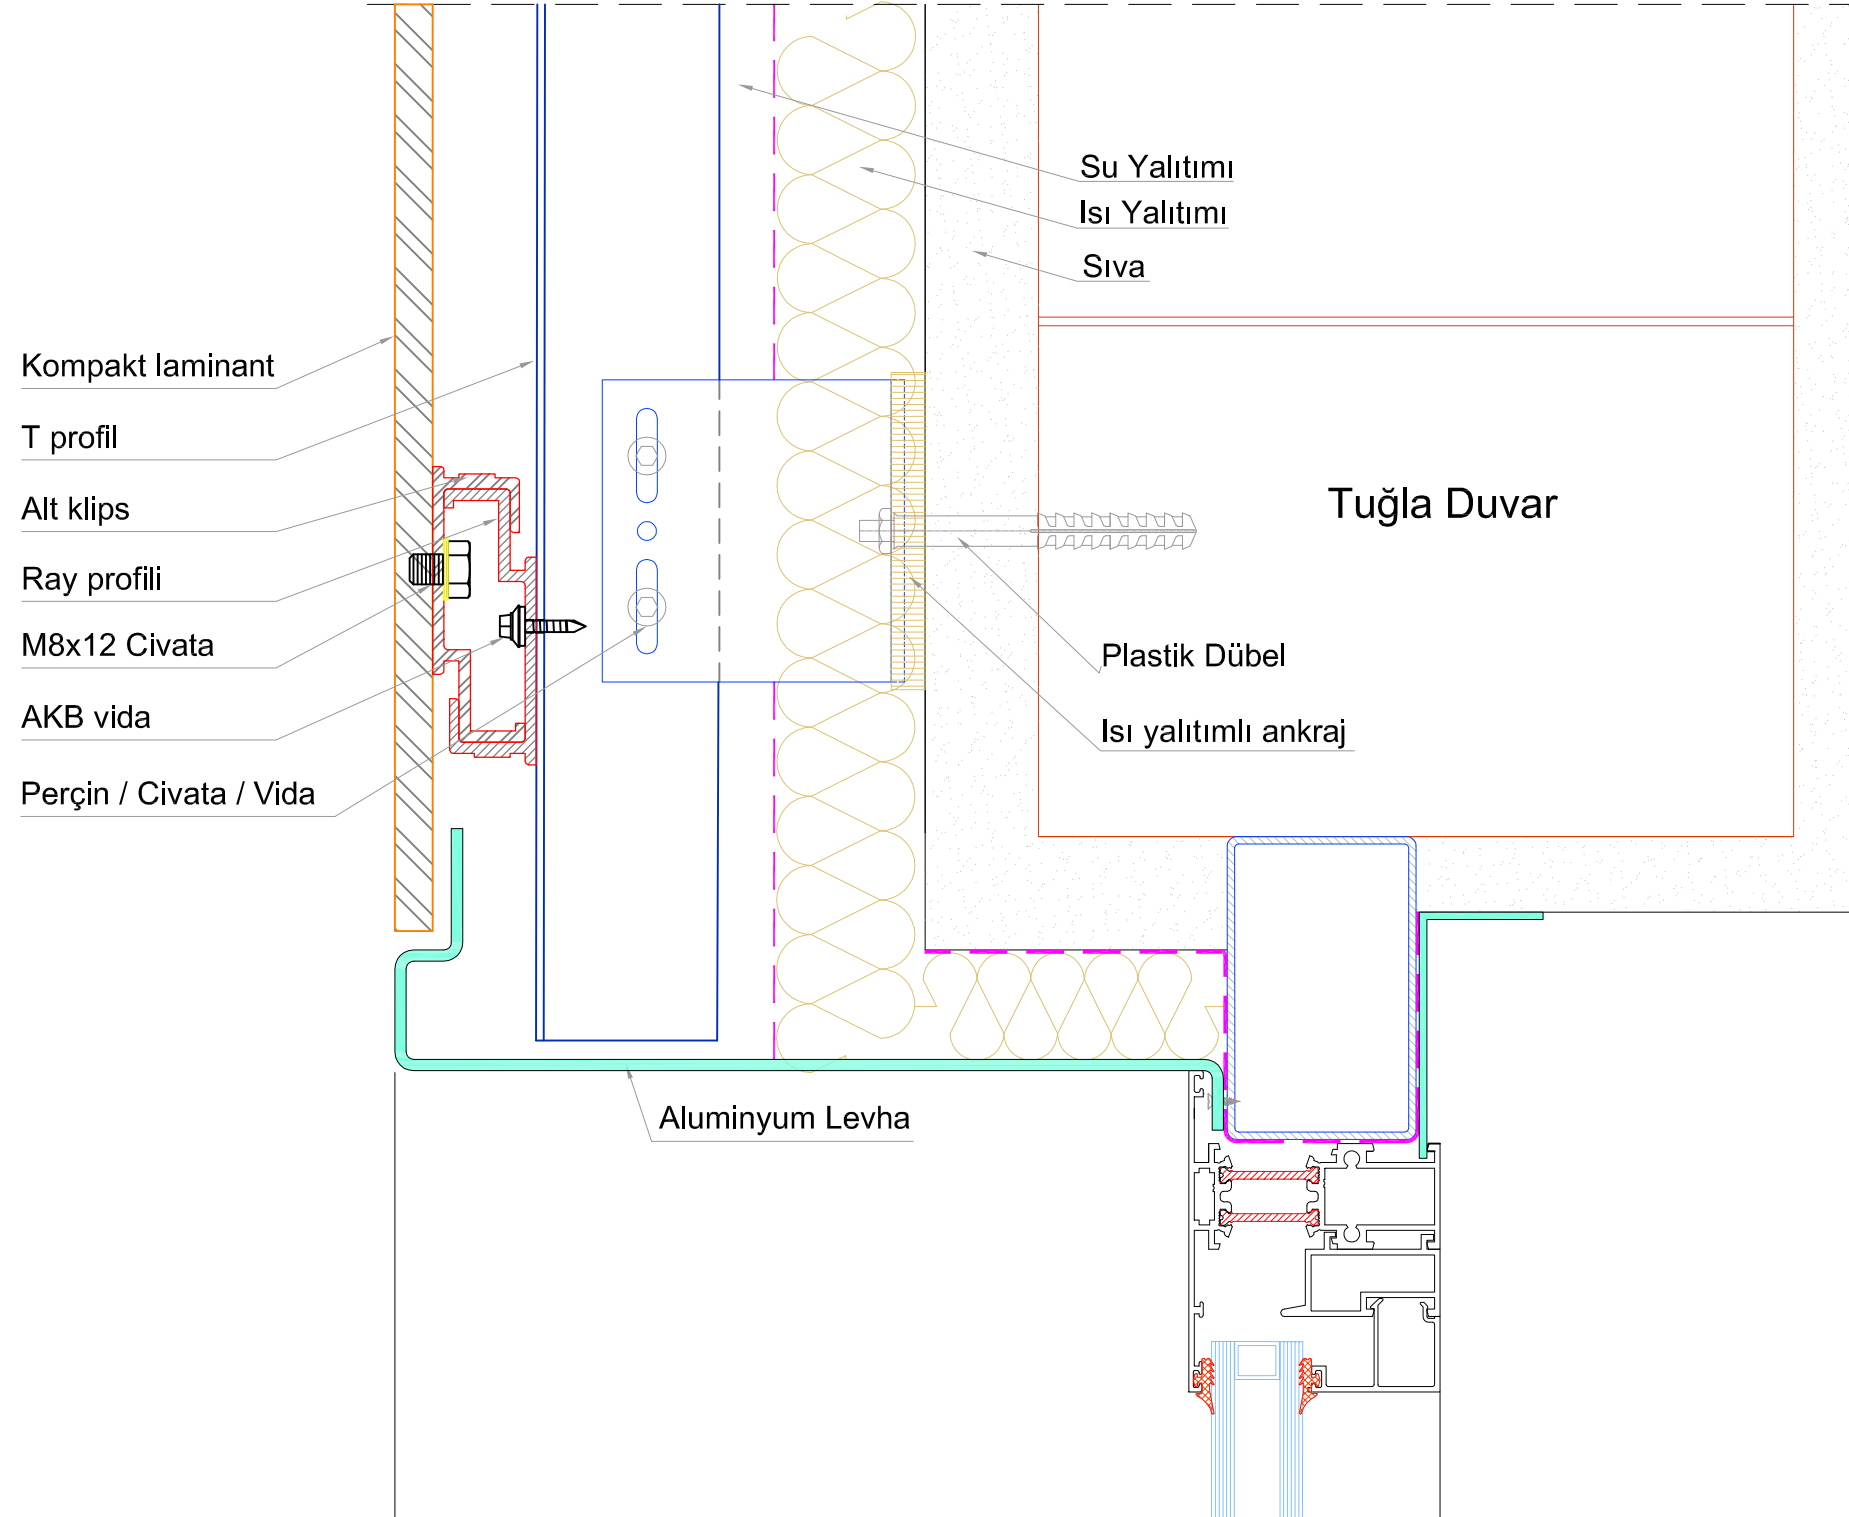 Su Yalıtımı
Isı Yalıtımı
Sıva
Kompakt laminant
T profil
Alt klips
Tuğla Duvar
Ray profili
M8x12 Civata
Plastik Dübel
AKB vida
Isı yalıtımlı ankraj
Perçin / Civata / Vida
Aluminyum Levha